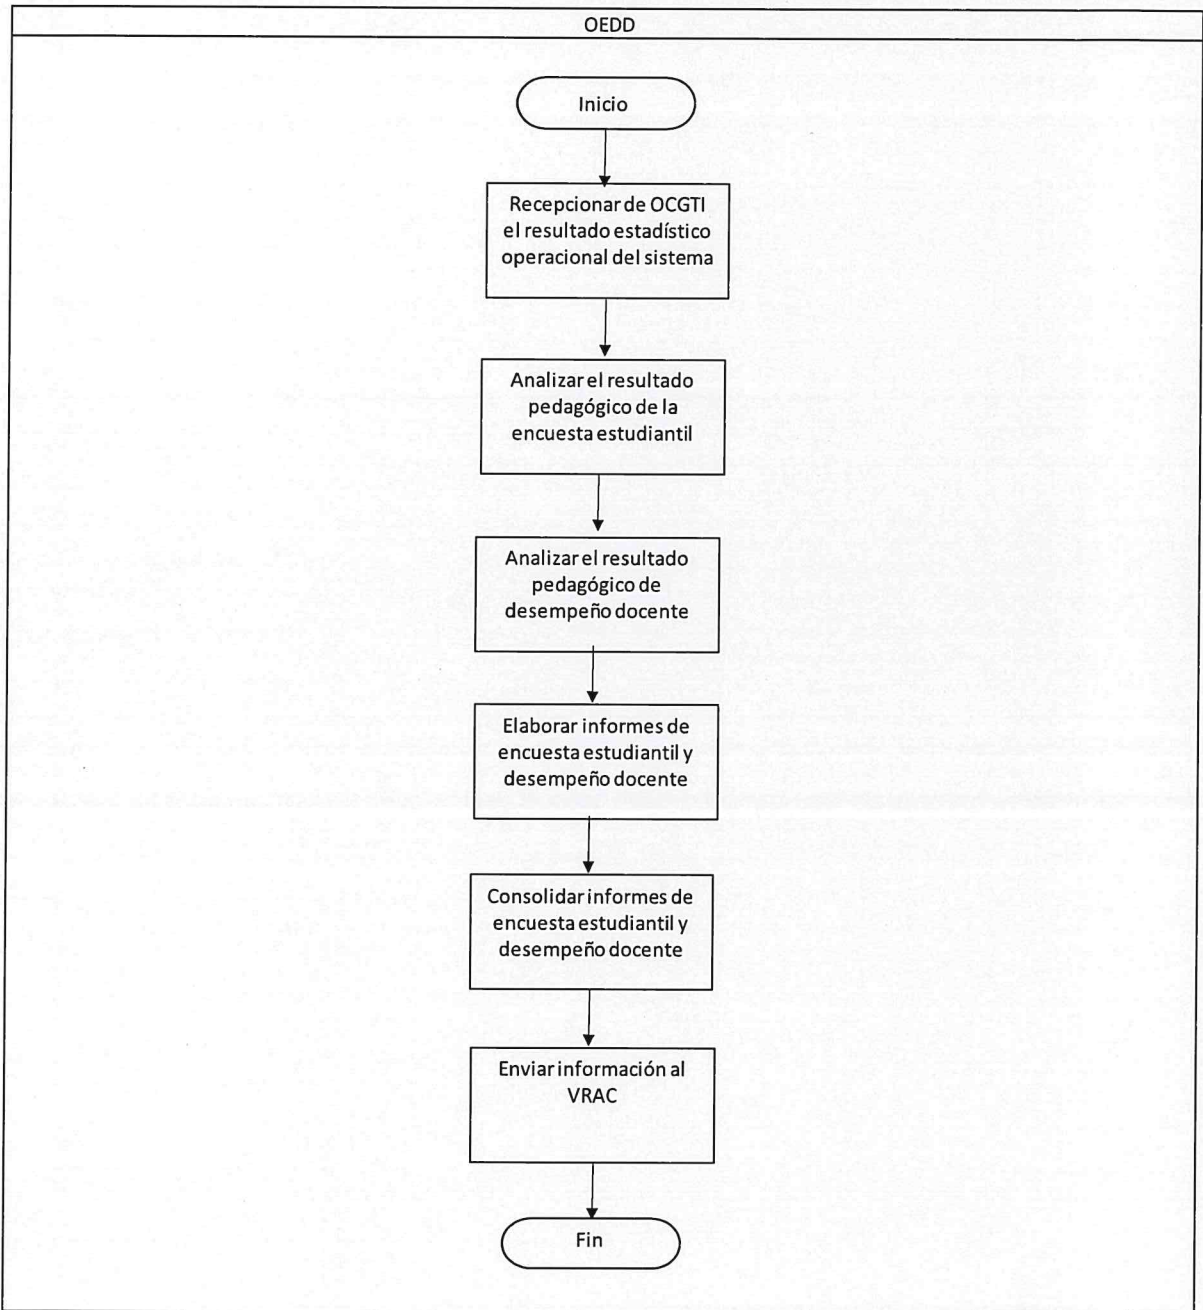 OEDD
Inicio
Recepcionar de OCGTI
el resultado estadístico
operacional del sistema
Analizar el resultado
pedagógico de la
encuesta estudiantil
Analizar el resultado
pedagógico de
desempeño docente
Elaborar informes de
encuesta estudiantil y
desempeño docente
Consolidar informes de
encuesta estudiantil y
desempeño docente
Enviar información al
VRAC
Fin